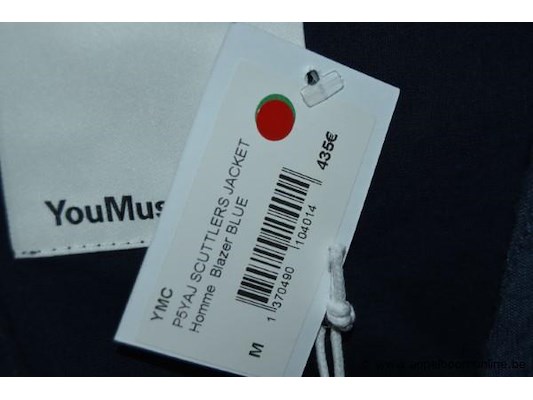 YouMus
YMC
P5YAJ SCUTTLERS JACKET
Homme Blazer BLUE
M
1 370490 104014
435€